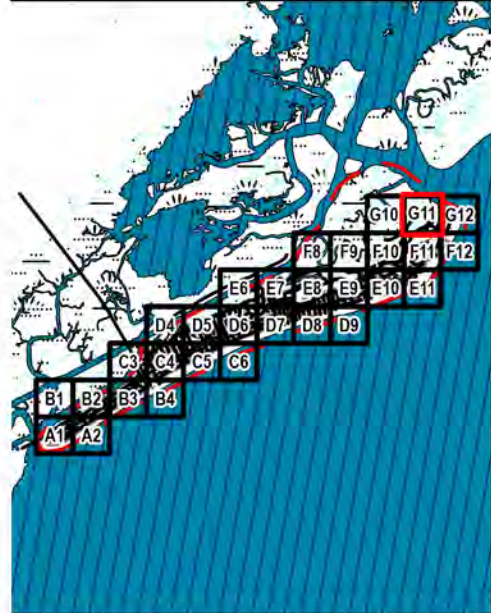 G10 G11 G12
F8 F9 F10 F11 F12
E6 E7 E8 E9 E10 E11
D4 D5 D6 D7 D8 D9
C3 C4 C5 C6
B1 B2 B3 B4
A1 A2